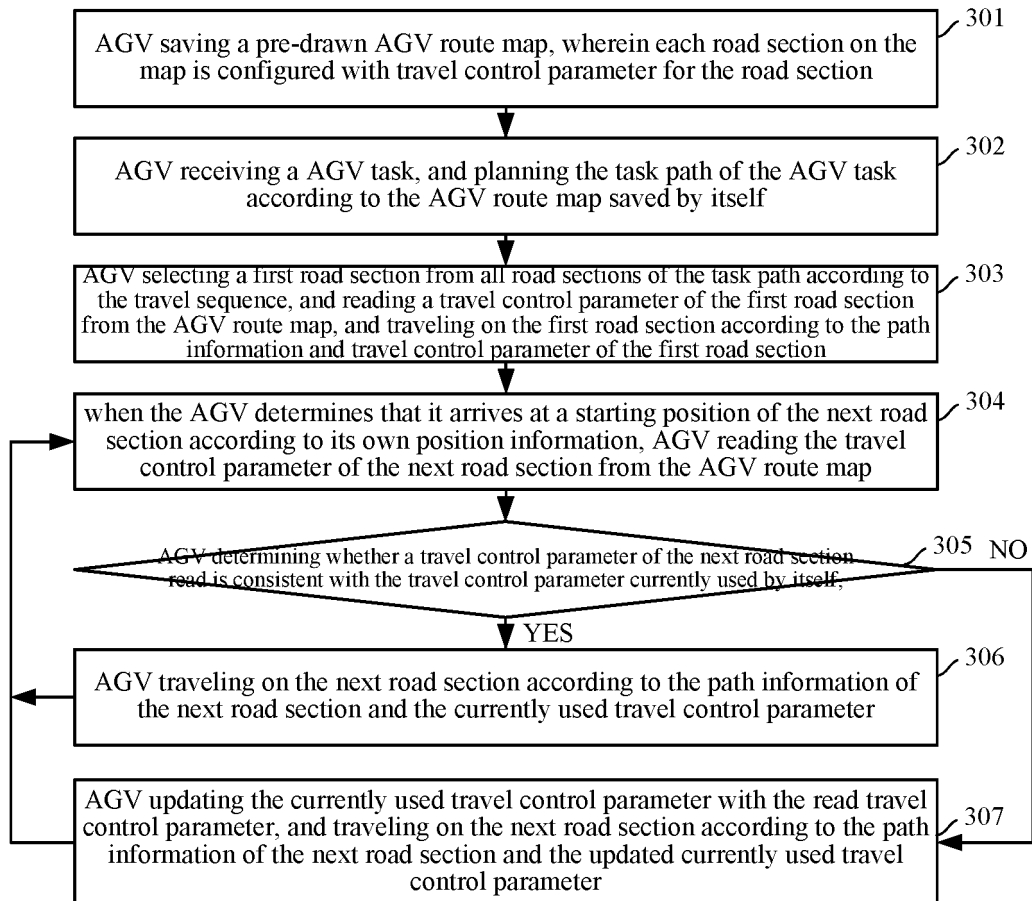 301
AGV saving a pre-drawn AGV route map, wherein each road section on the
map is configured with travel control parameter for the road section
302
AGV receiving a AGV task, and planning the task path of the AGV task
according to the AGV route map saved by itself
303
AGV selecting a first road section from all road sections of the task path according to
the travel sequence, and reading a travel control parameter of the first road section
from the AGV route map, and traveling on the first road section according to the path
information and travel control parameter of the first road section
304
when the AGV determines that it arrives at a starting position of the next road
section according to its own position information, AGV reading the travel
control parameter of the next road section from the AGV route map
305
NO
AGV determining whether a travel control parameter of the next road section
read is consistent with the travel control parameter currently used by itself,
YES
306
AGV traveling on the next road section according to the path information of
the next road section and the currently used travel control parameter
307
AGV updating the currently used travel control parameter with the read travel
control parameter, and traveling on the next road section according to the path
information of the next road section and the updated currently used travel
control parameter